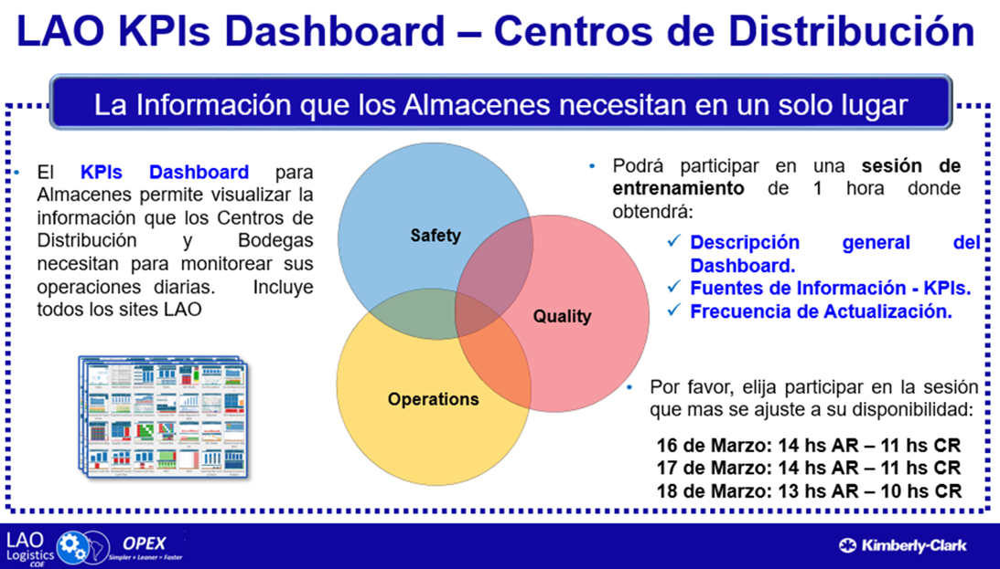 LAO KPIs Dashboard – Centros de Distribución
La Información que los Almacenes necesitan en un solo lugar
• El KPIs Dashboard para
Almacenes permite visualizar la
información que los Centros de
Distribución y Bodegas
necesitan para monitorear sus
operaciones diarias. Incluye
todos los sites LAO
Safety
Quality
Operations
• Podrá participar en una sesión de
entrenamiento de 1 hora donde
obtendrá:
✓ Descripción general del
Dashboard.
✓ Fuentes de Información - KPIs.
✓ Frecuencia de Actualización.
• Por favor, elija participar en la sesión
que mas se ajuste a su disponibilidad:
16 de Marzo: 14 hs AR – 11 hs CR
17 de Marzo: 14 hs AR – 11 hs CR
18 de Marzo: 13 hs AR – 10 hs CR
LAO
Logistics
COE
OPEX
Simpler + Leaner = Faster
Kimberly-Clark